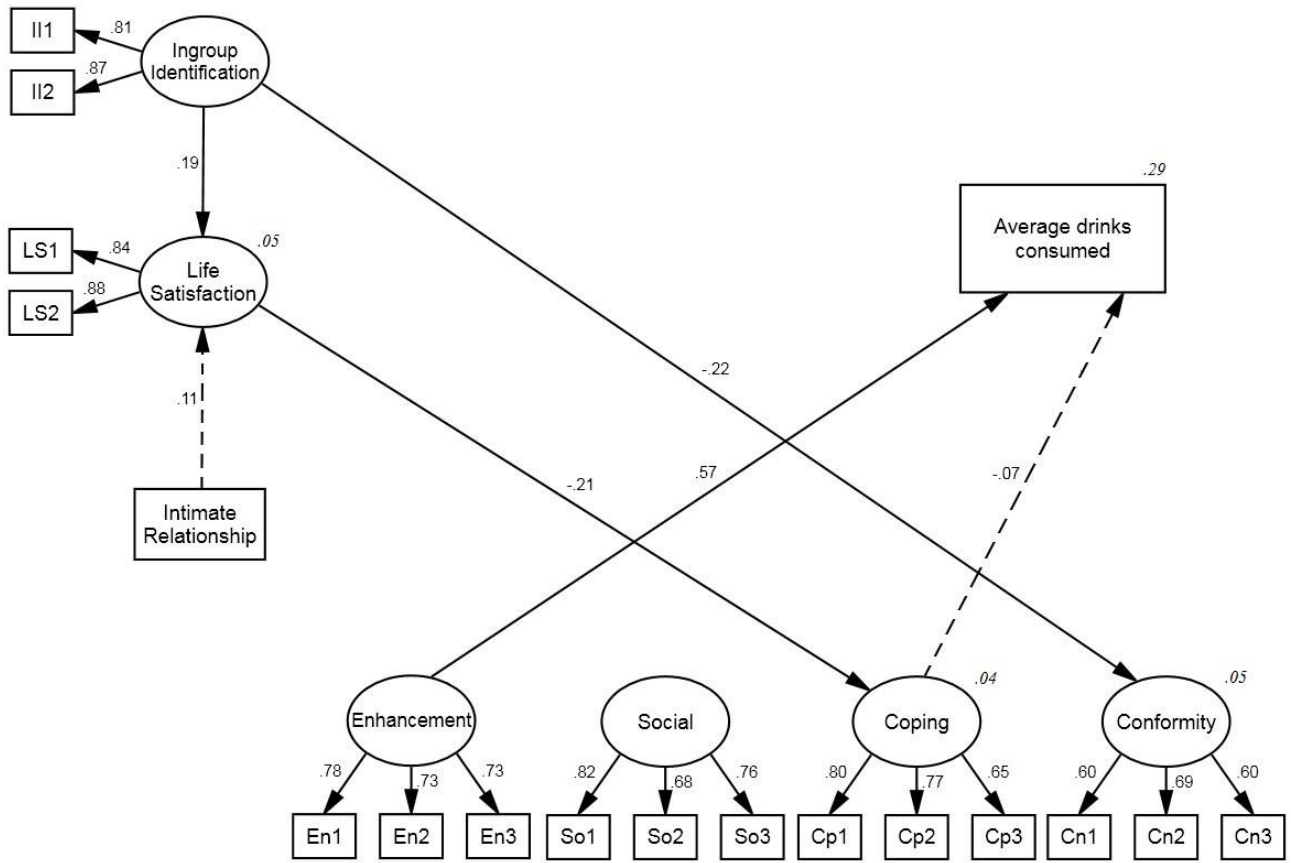 II1
.81
Ingroup
Identification
.87
II2
.19
.29
Average drinks
consumed
LS1
.84
.05
Life
Satisfaction
.88
LS2
-.22
.11
.57
-.07
-.21
Intimate
Relationship
Enhancement
Social
Coping
.04
Conformity
.05
.78
.73
.73
.82
.68
.76
.80
.77
.65
.60
.69
.60
En1
En2
En3
So1
So2
So3
Cp1
Cp2
Cp3
Cn1
Cn2
Cn3